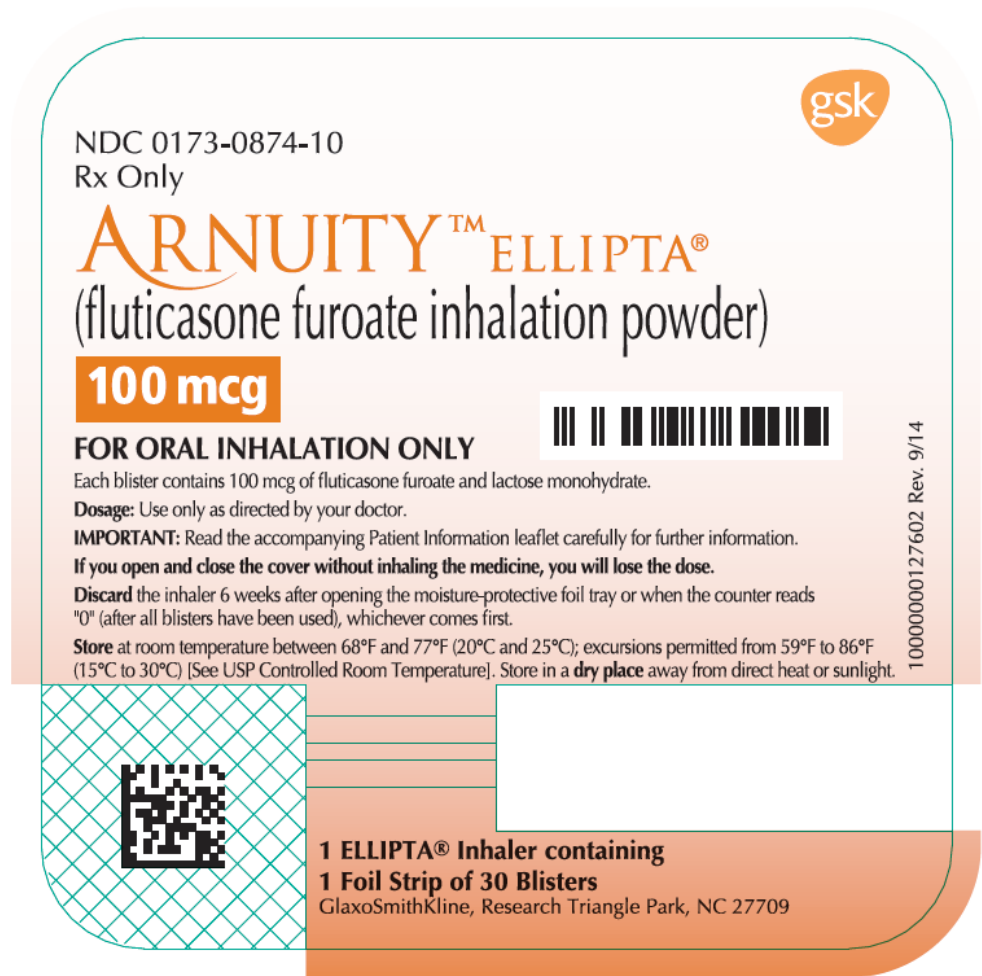 gsk
NDC 0173-0874-10
Rx Only
ARNUITY™ ELLIPTA®
(fluticasone furoate inhalation powder)
100 mcg
FOR ORAL INHALATION ONLY
Each blister contains 100 mcg of fluticasone furoate and lactose monohydrate.
Dosage: Use only as directed by your doctor.
IMPORTANT: Read the accompanying Patient Information leaflet carefully for further information.
If you open and close the cover without inhaling the medicine, you will lose the dose.
Discard the inhaler 6 weeks after opening the moisture-protective foil tray or when the counter reads
"0" (after all blisters have been used), whichever comes first.
Store at room temperature between 68°F and 77°F (20°C and 25°C); excursions permitted from 59°F to 86°F
(15°C to 30°C) [See USP Controlled Room Temperature]. Store in a dry place away from direct heat or sunlight.
10000000127602 Rev. 9/14
1 ELLIPTA® Inhaler containing
1 Foil Strip of 30 Blisters
GlaxoSmithKline, Research Triangle Park, NC 27709